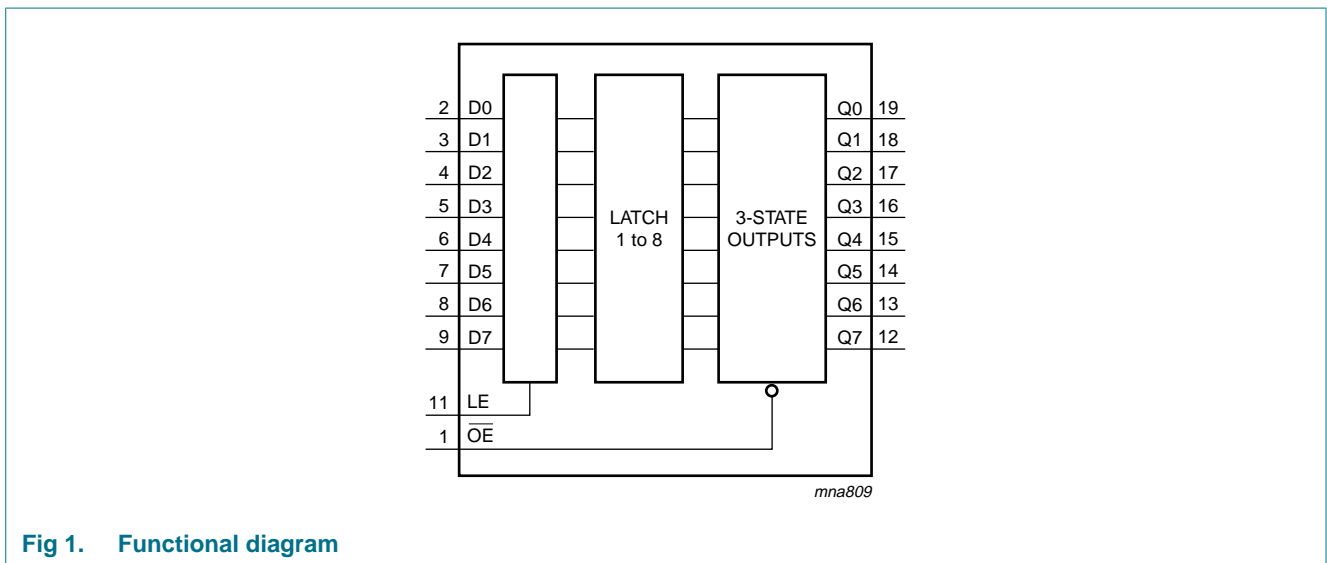 2 D0 Q0 19
3 D1 Q1 18
4 D2 Q2 17
5 D3 Q3 16
6 D4 Q4 15
7 D5 Q5 14
8 D6 Q6 13
9 D7 Q7 12
LATCH
1 to 8
3-STATE
OUTPUTS
11 LE
1 O̅E̅
mna809
Fig 1. Functional diagram